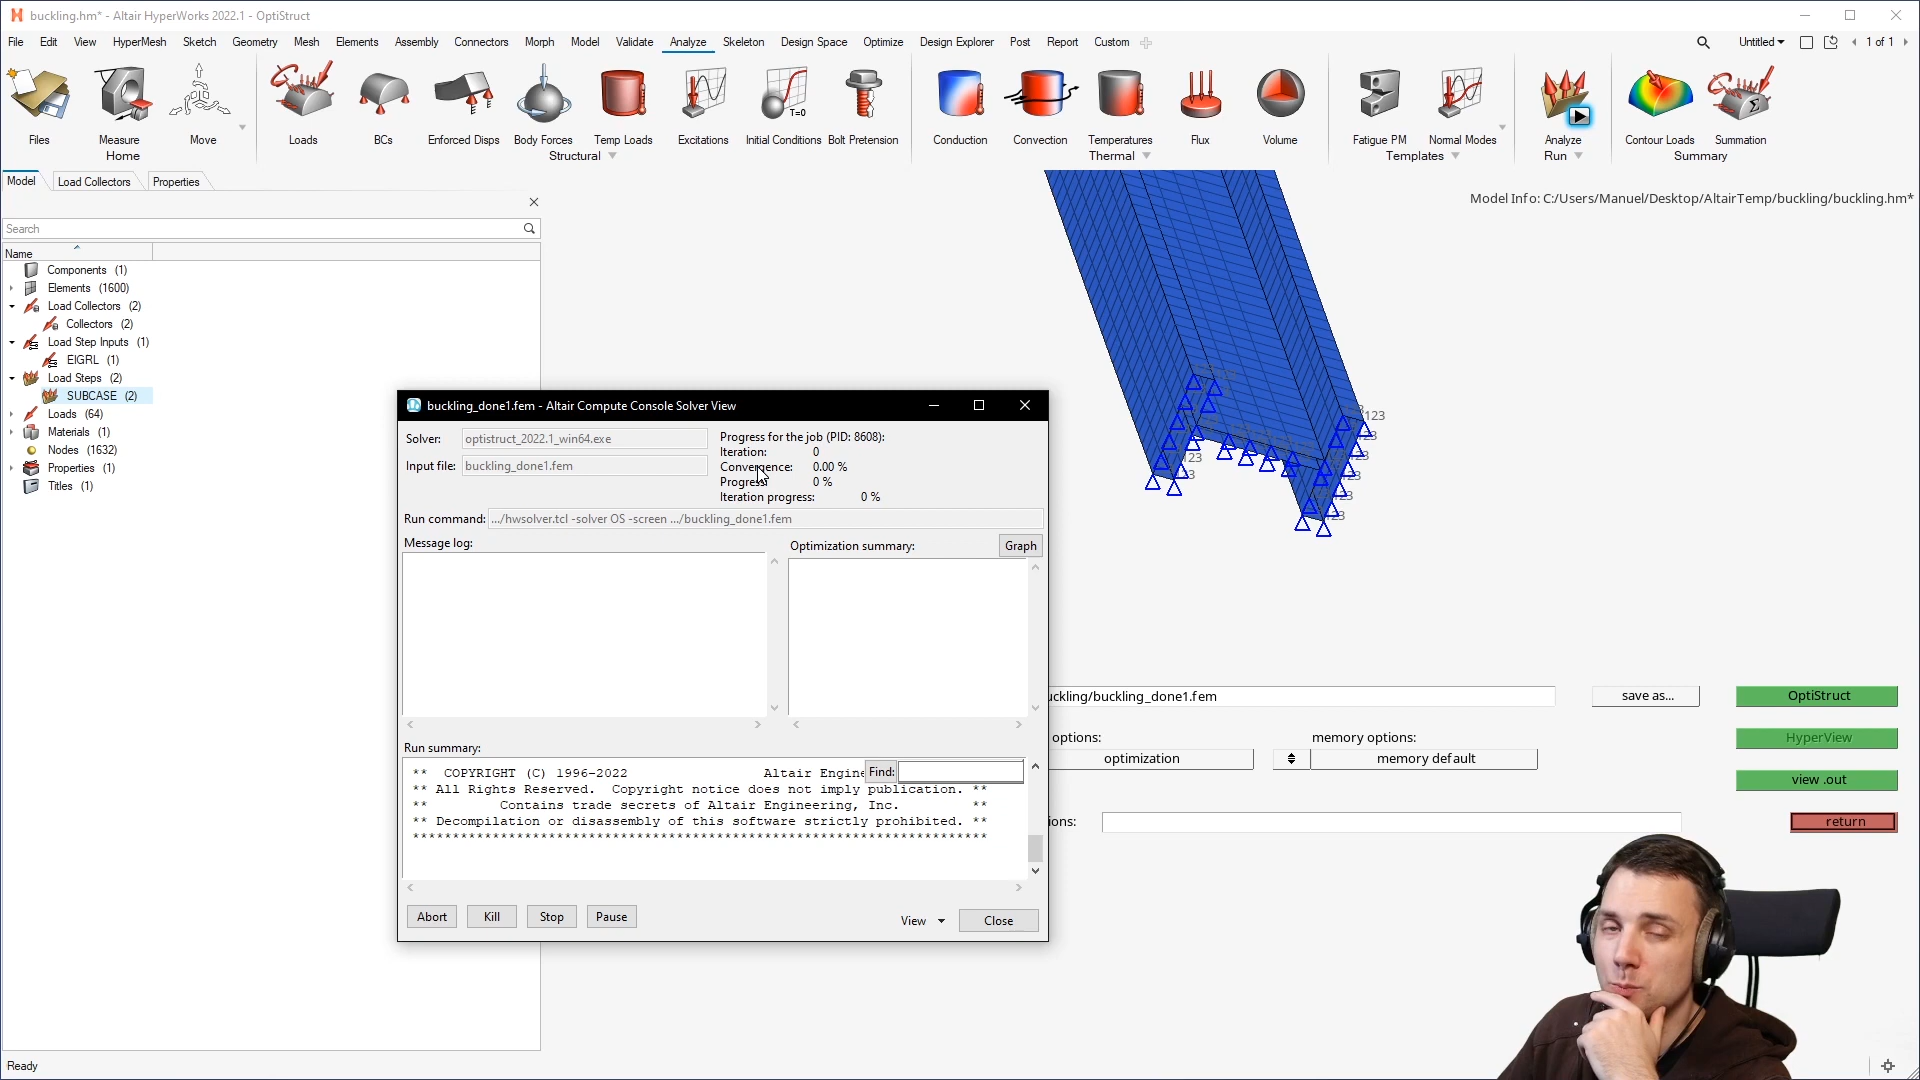 buckling.hm* - Altair HyperWorks 2022.1 - OptiStruct
File Edit View HyperMesh Sketch Geometry Mesh Elements Assembly Connectors Morph Model Validate Analyze Skeleton Design Space Optimize Design Explorer Post Report Custom Untitled 1 of 1
T=0
Files Measure Move Loads BCs Enforced Disps Body Forces Temp Loads Excitations Initial Conditions Bolt Pretension Conduction Convection Temperatures Flux Volume Fatigue PM Normal Modes Analyze Contour Loads Summation
Home Structural Thermal Templates Run Summary
Model Load Collectors Properties
Model Info: C:/Users/Manuel/Desktop/AltairTemp/buckling/buckling.hm*
Search
Name
Components (1)
Elements (1600)
Load Collectors (2)
Collectors (2)
Load Step Inputs (1)
EIGRL (1)
Load Steps (2)
SUBCASE (2)
Loads (64)
Materials (1)
Nodes (1632)
Properties (1)
Titles (1)
buckling_done1.fem - Altair Compute Console Solver View
Solver: optistruct_2022.1_win64.exe
Input file: buckling_done1.fem
Progress for the job (PID: 8608):
Iteration: 0
Convergence: 0.00 %
Progress: 0 %
Iteration progress: 0 %
Run command: .../hwsolver.tcl -solver OS -screen .../buckling_done1.fem
Message log:
Optimization summary: Graph
Run summary:
** COPYRIGHT (C) 1996-2022 Altair Engine
Find:
** All Rights Reserved. Copyright notice does not imply publication. **
** Contains trade secrets of Altair Engineering, Inc. **
** Decompilation or disassembly of this software strictly prohibited. **
************************************************************************
Abort Kill Stop Pause View Close
123
123
uckling/buckling_done1.fem save as... OptiStruct
options: memory options: HyperView
optimization memory default
view .out
ions: return
Ready